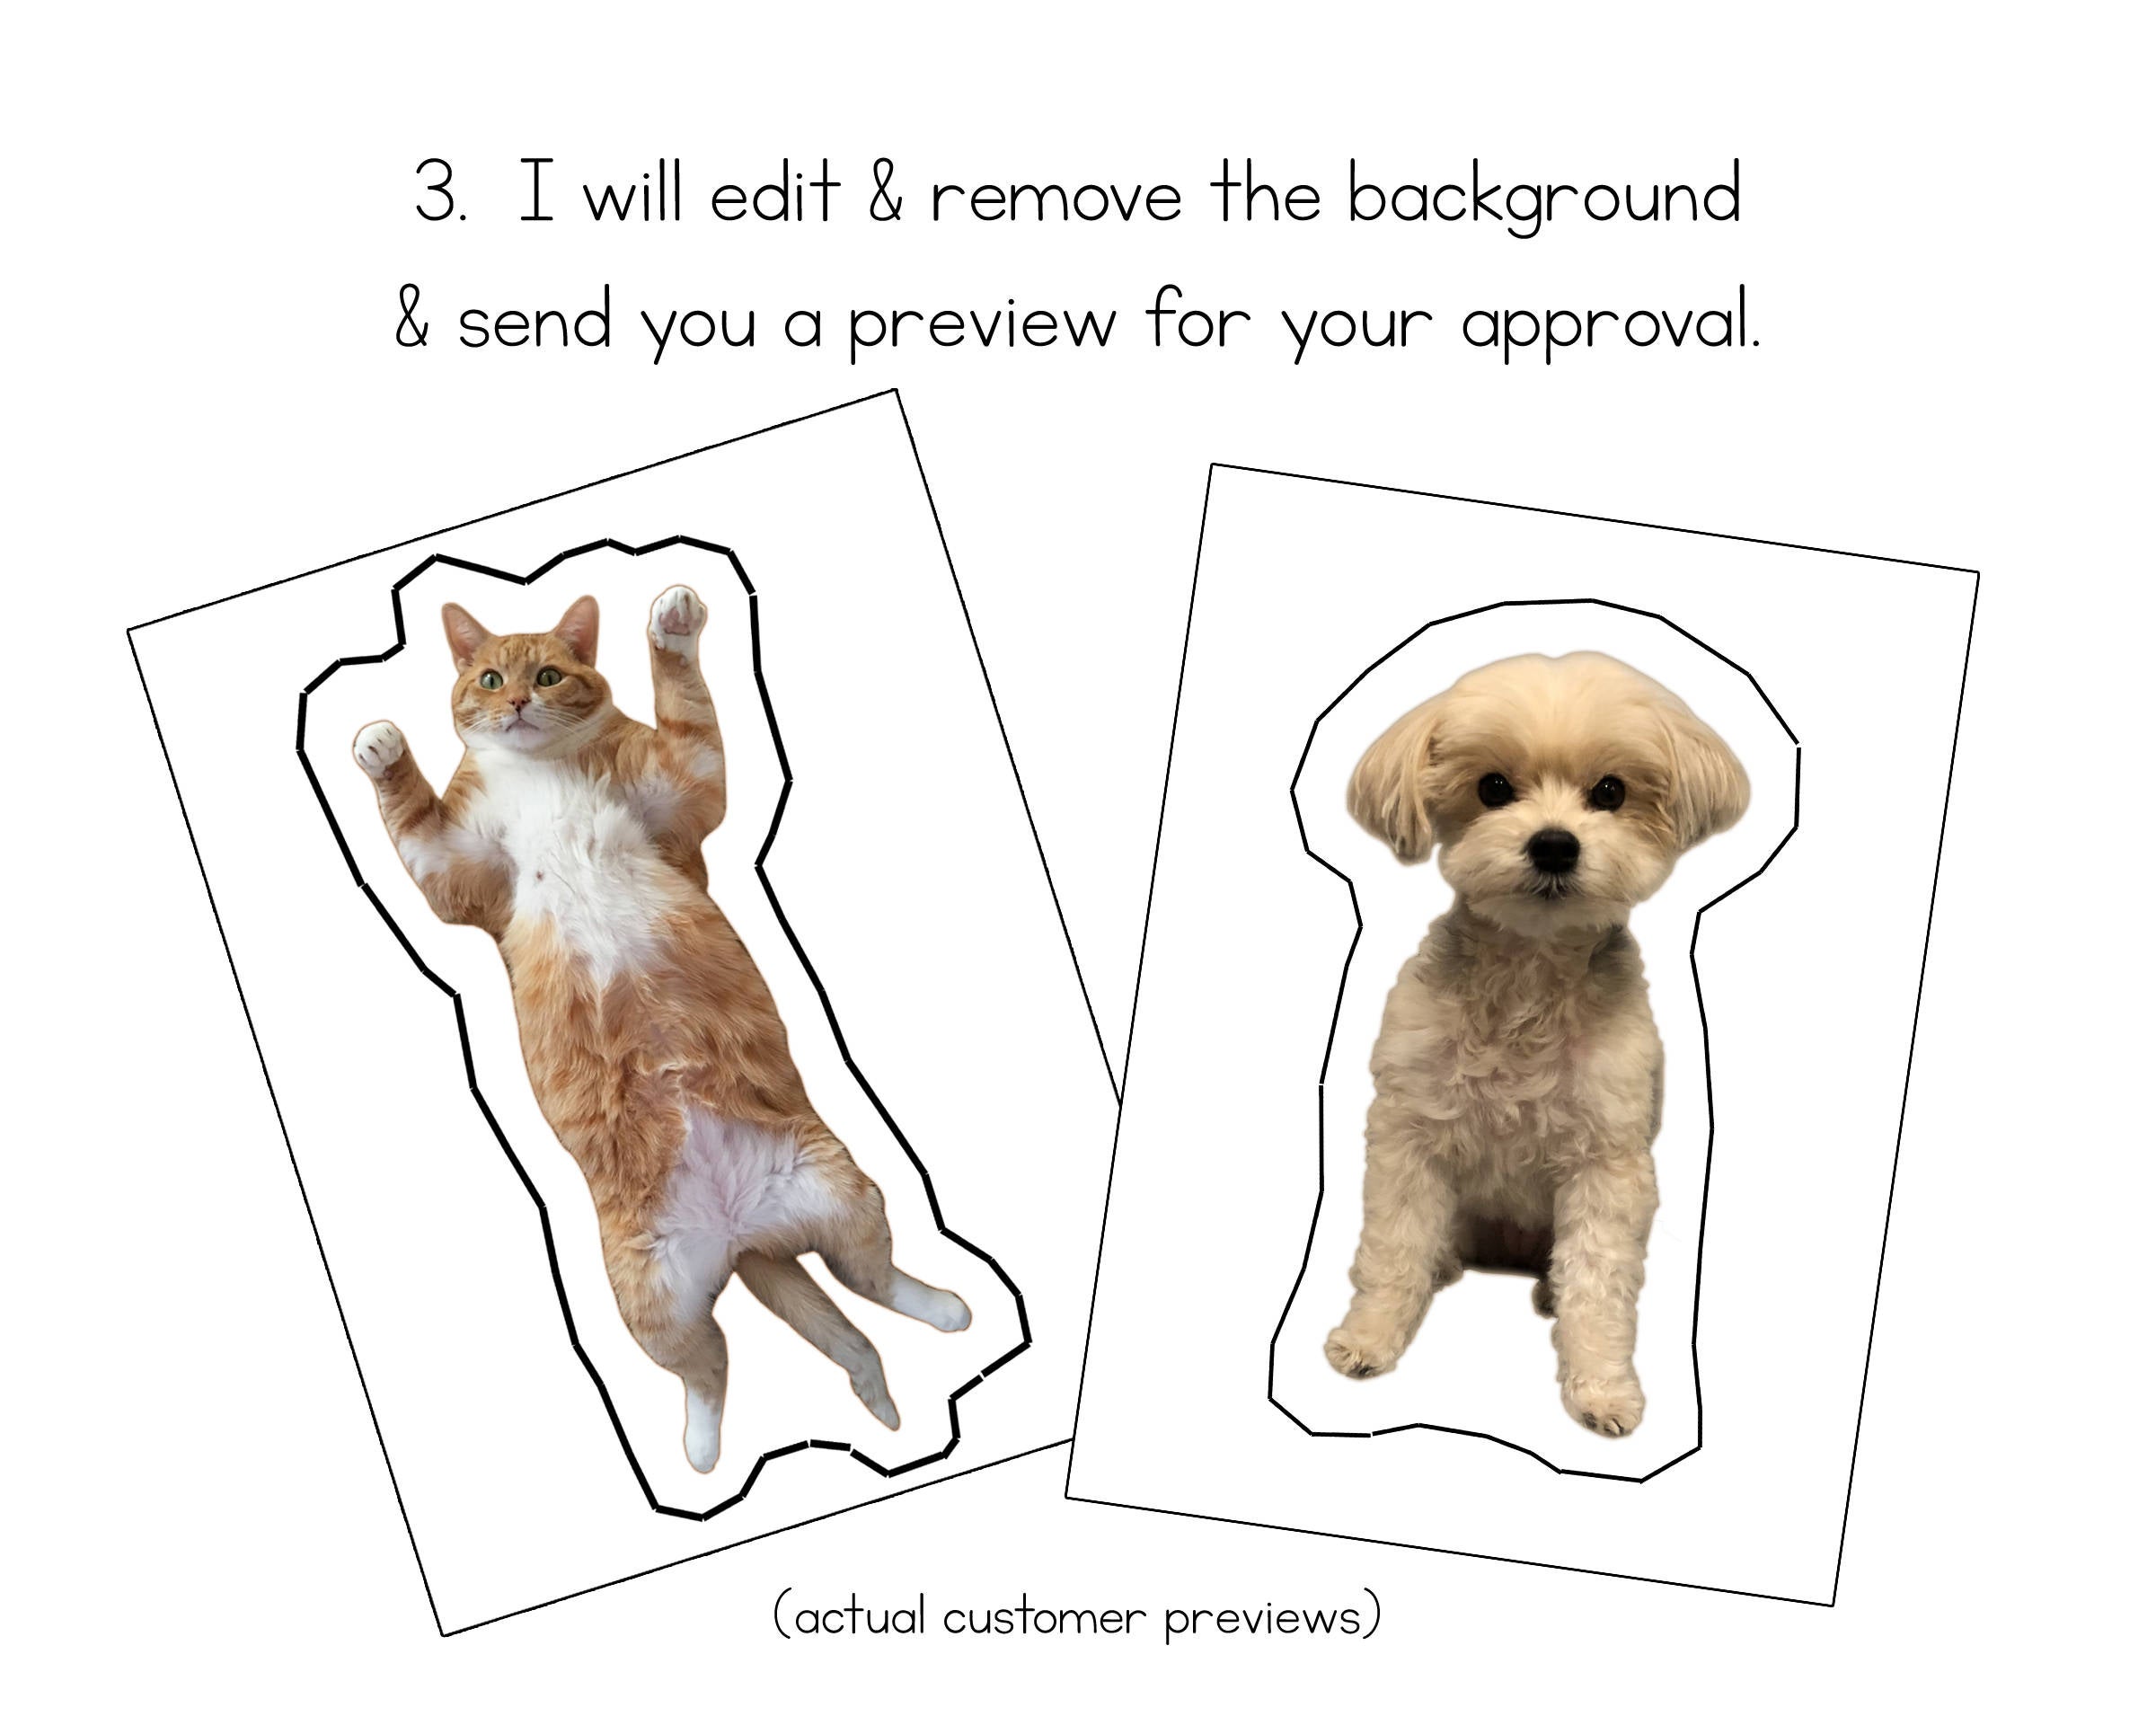 3. I will edit & remove the background
& send you a preview for your approval.
(actual customer previews)